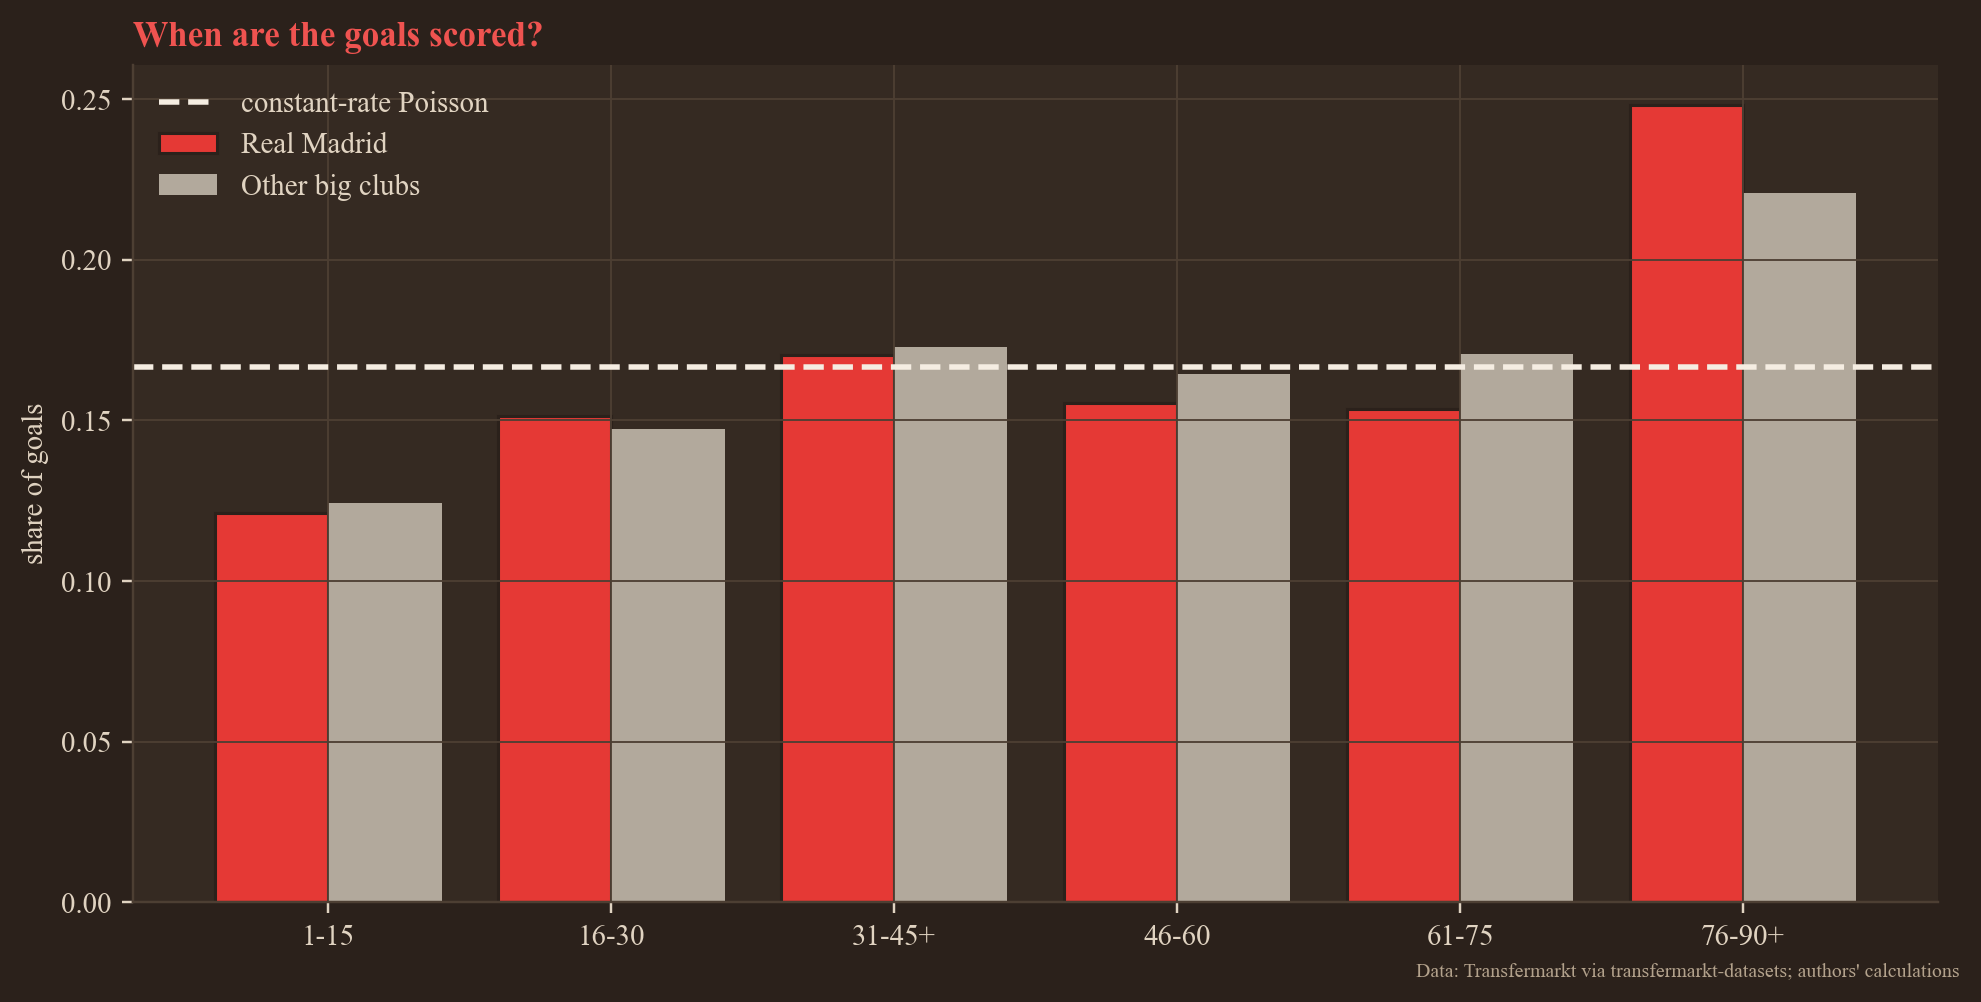 When are the goals scored?
constant-rate Poisson
Real Madrid
Other big clubs
share of goals
0.25
0.20
0.15
0.10
0.05
0.00
1-15 16-30 31-45+ 46-60 61-75 76-90+
Data: Transfermarkt via transfermarkt-datasets; authors' calculations